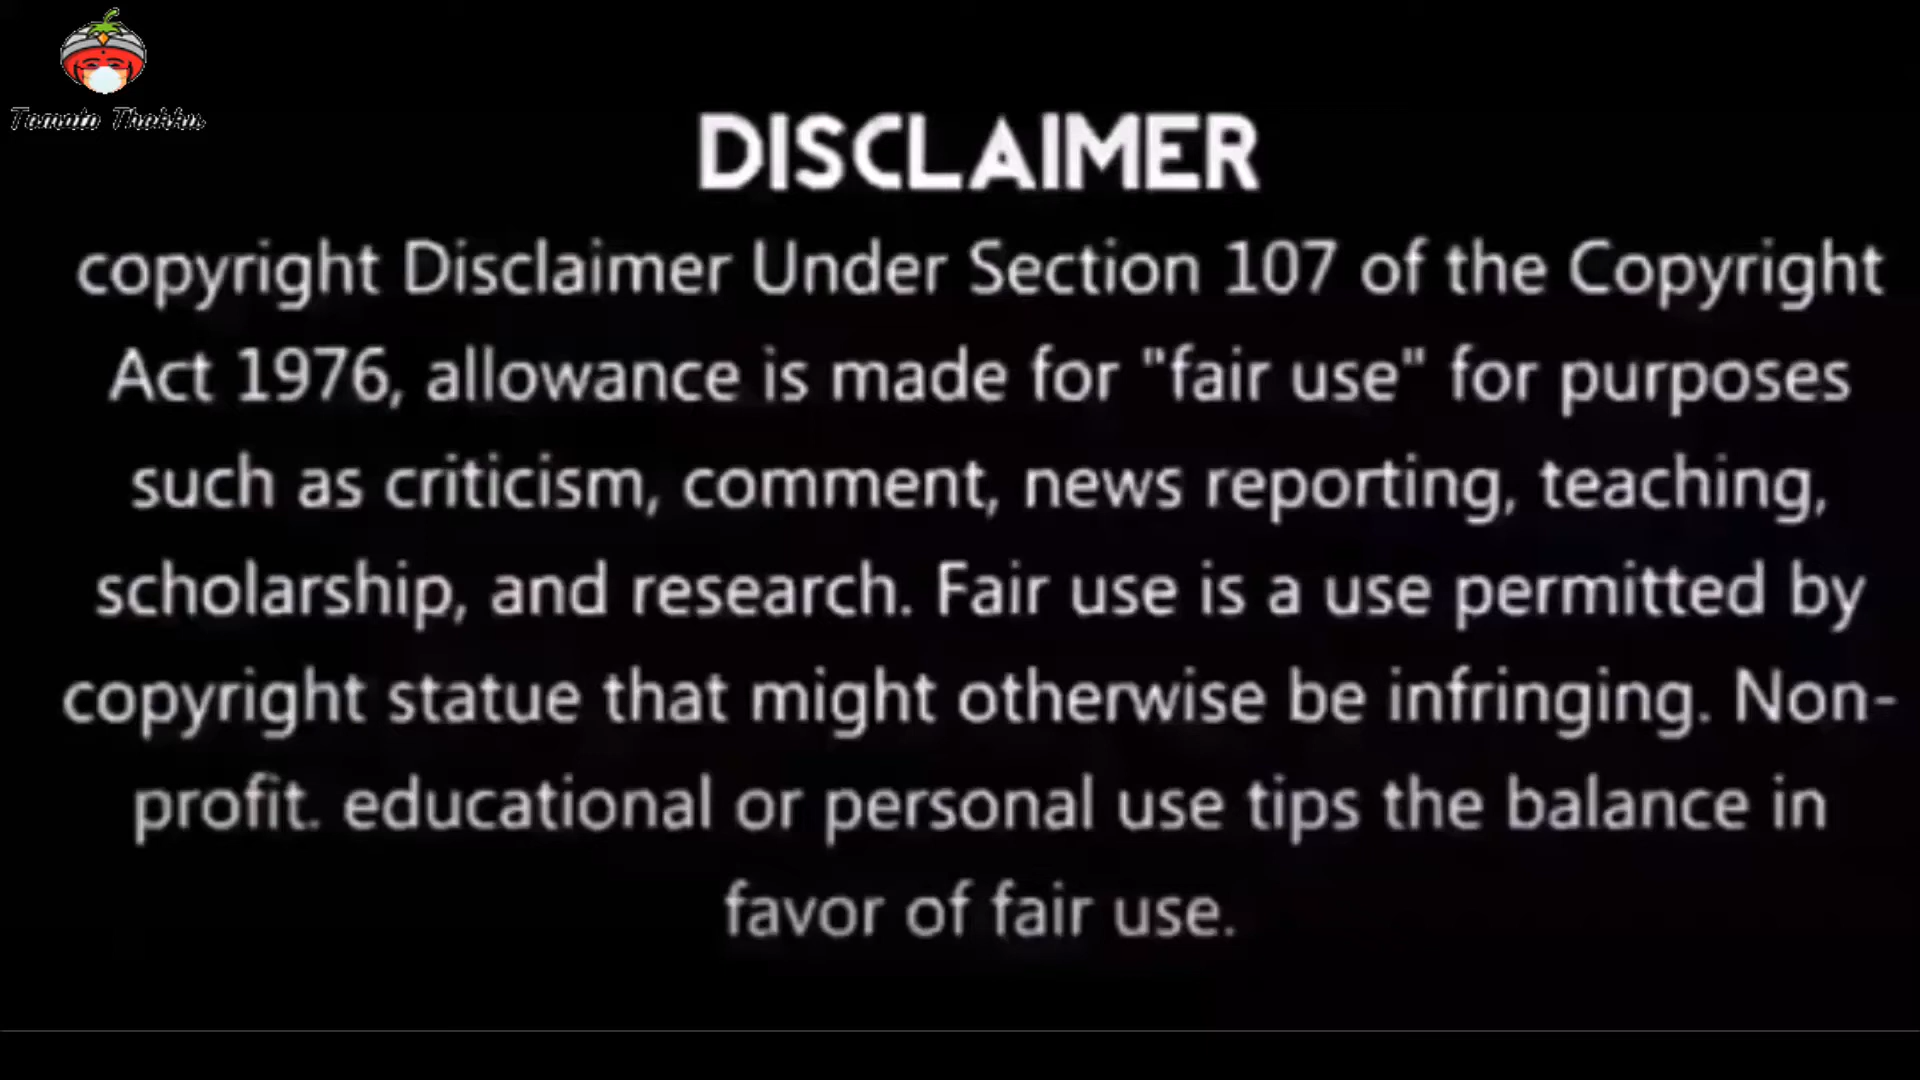 Tomato Thokku
DISCLAIMER
copyright Disclaimer Under Section 107 of the Copyright
Act 1976, allowance is made for "fair use" for purposes
such as criticism, comment, news reporting, teaching,
scholarship, and research. Fair use is a use permitted by
copyright statue that might otherwise be infringing. Non-
profit. educational or personal use tips the balance in
favor of fair use.